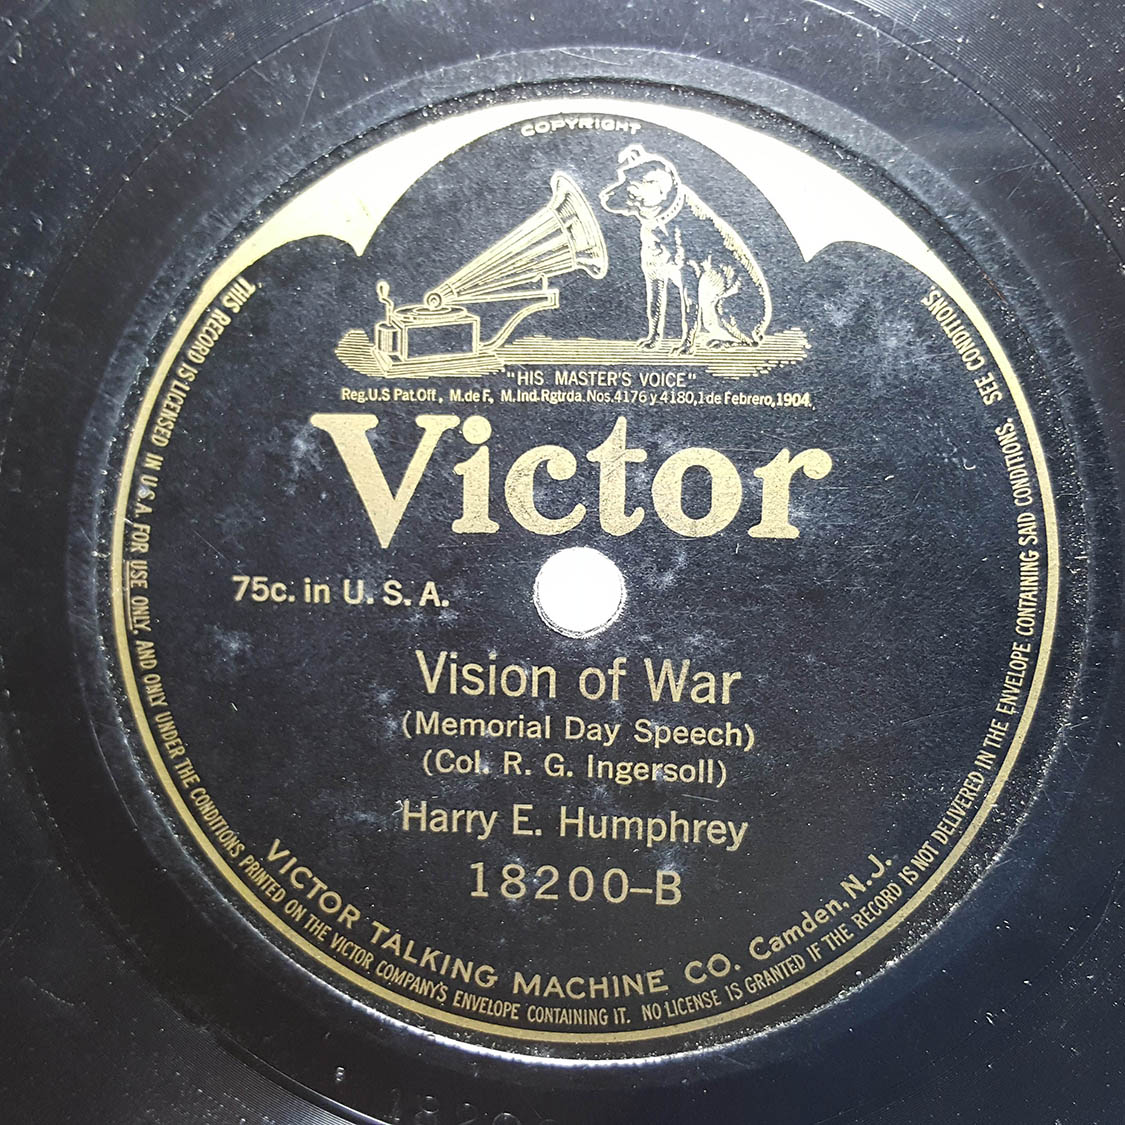 COPYRIGHT
"HIS MASTER'S VOICE"
Reg.U.S Pat.Off., M.de F., M.Ind.Rgtrda.Nos.4176 y 4180,1 de Febrero,1904.
Victor
75c. in U. S. A.
Vision of War
(Memorial Day Speech)
(Col. R. G. Ingersoll)
Harry E. Humphrey
18200-B
VICTOR TALKING MACHINE CO. Camden, N. J.
THIS RECORD IS LICENSED IN U.S.A. FOR USE ONLY, AND ONLY UNDER THE CONDITIONS PRINTED ON THE VICTOR COMPANY'S ENVELOPE CONTAINING IT. NO LICENSE IS GRANTED IF THE RECORD IS NOT DELIVERED IN THE ENVELOPE CONTAINING SAID CONDITIONS. SEE CONDITIONS.